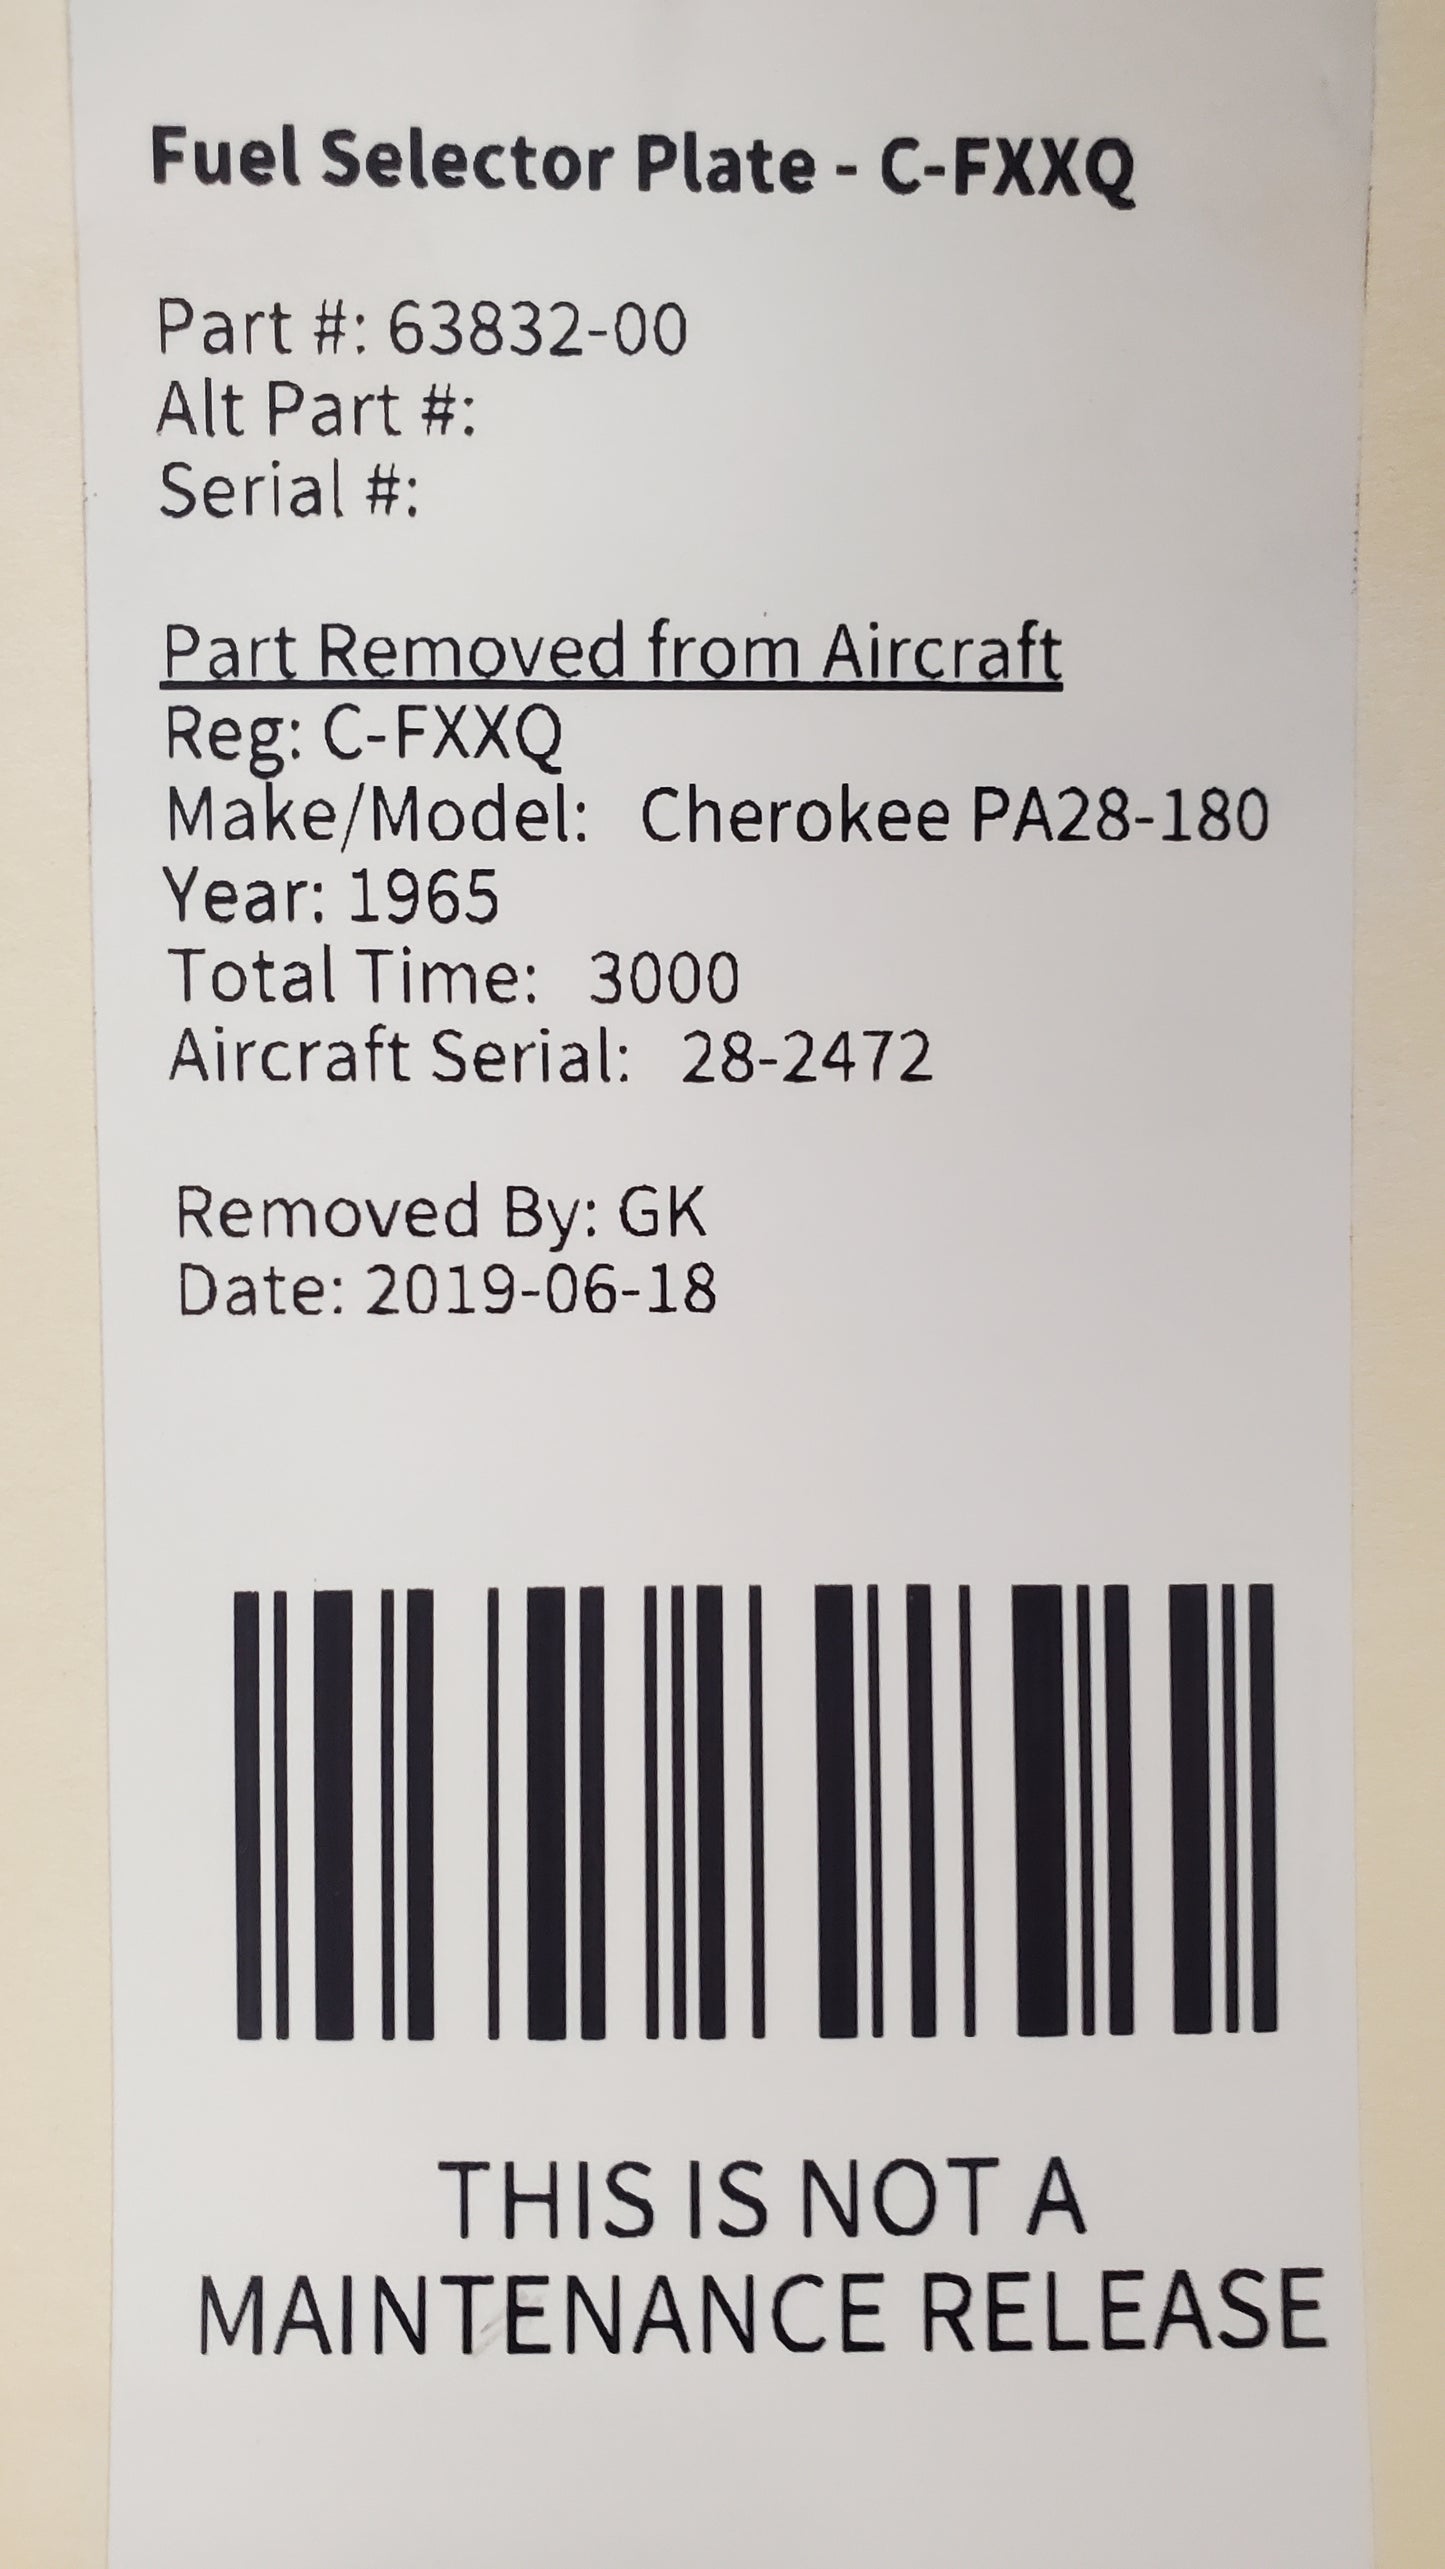 Fuel Selector Plate - C-FXXQ
Part #: 63832-00
Alt Part #:
Serial #:
Part Removed from Aircraft
Reg: C-FXXQ
Make/Model: Cherokee PA28-180
Year: 1965
Total Time: 3000
Aircraft Serial: 28-2472
Removed By: GK
Date: 2019-06-18
THIS IS NOT A
MAINTENANCE RELEASE